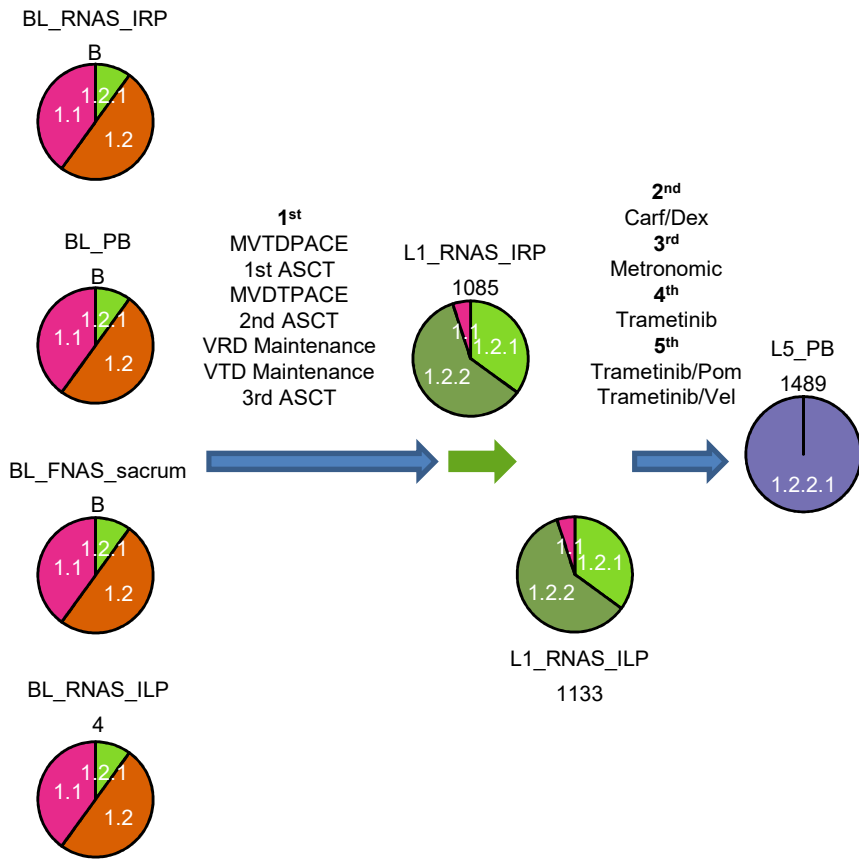 BL_RNAS_IRP
B
1.2.1
1.1
1.2
BL_PB
B
1.2.1
1.1
1.2
BL_FNAS_sacrum
B
1.2.1
1.1
1.2
BL_RNAS_ILP
4
1.2.1
1.1
1.2
1st
MVTDPACE
1st ASCT
MVDTPACE
2nd ASCT
VRD Maintenance
VTD Maintenance
3rd ASCT
L1_RNAS_IRP
1085
1.1
1.2.1
1.2.2
1.1
1.2.1
1.2.2
L1_RNAS_ILP
1133
2nd
Carf/Dex
3rd
Metronomic
4th
Trametinib
5th
Trametinib/Pom
Trametinib/Vel
L5_PB
1489
1.2.2.1